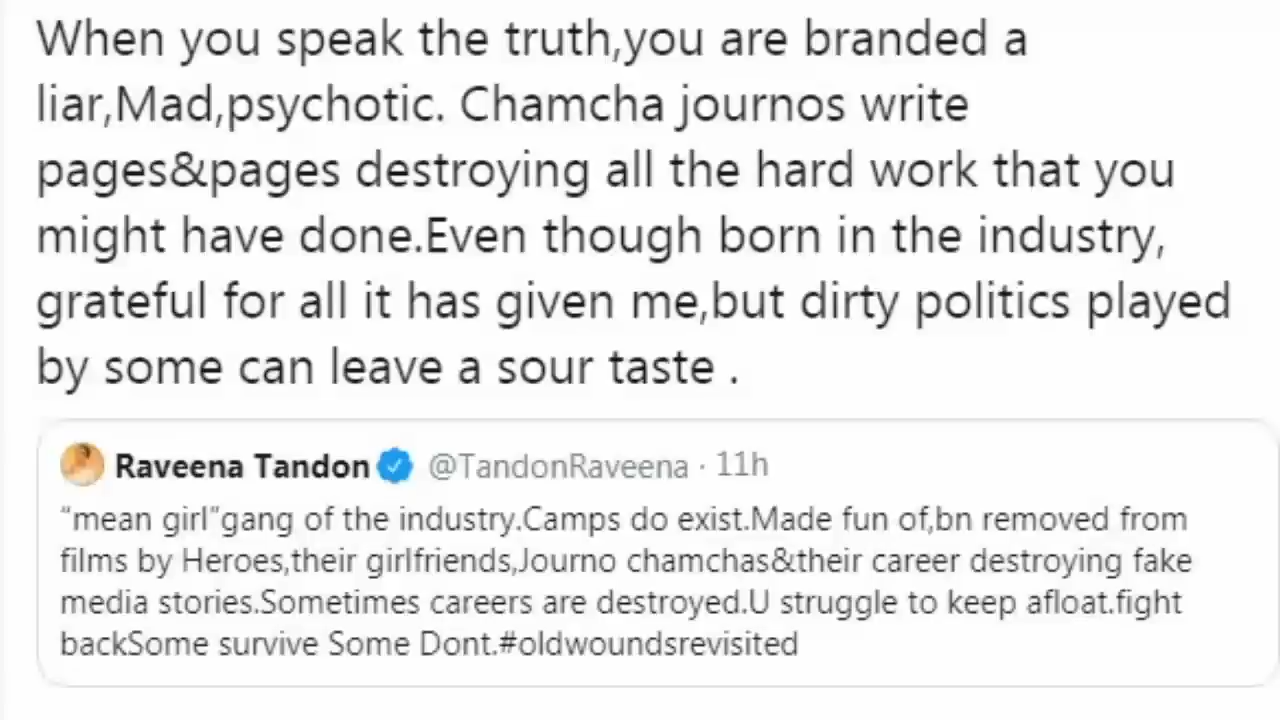 When you speak the truth,you are branded a
liar,Mad,psychotic. Chamcha journos write
pages&pages destroying all the hard work that you
might have done.Even though born in the industry,
grateful for all it has given me,but dirty politics played
by some can leave a sour taste .
Raveena Tandon @TandonRaveena · 11h
“mean girl”gang of the industry.Camps do exist.Made fun of,bn removed from
films by Heroes,their girlfriends,Journo chamchas&their career destroying fake
media stories.Sometimes careers are destroyed.U struggle to keep afloat.fight
backSome survive Some Dont.#oldwoundsrevisited